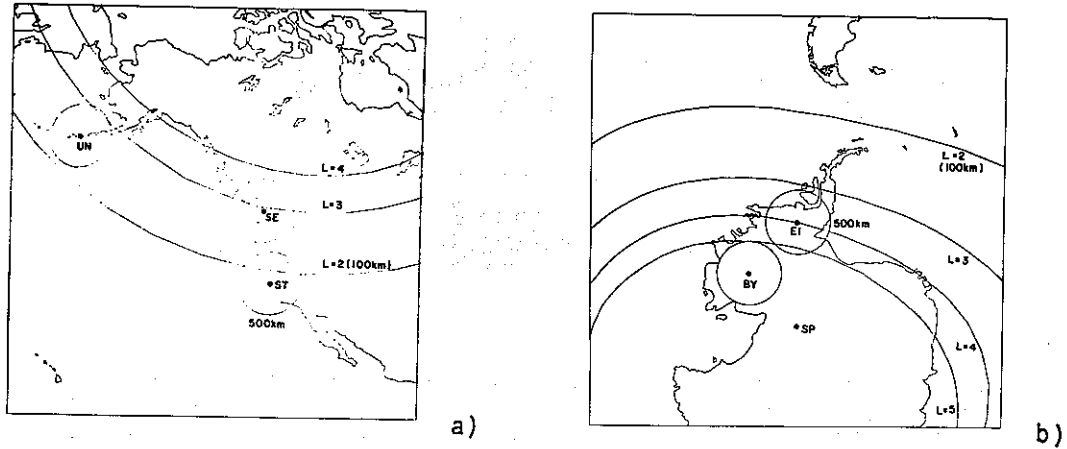 UN
L=4
L=3
SE
L=2 (100km)
ST
500km
a)
L=2
(100km)
500km
EI
L=3
BY
SP
L=4
L=5
b)